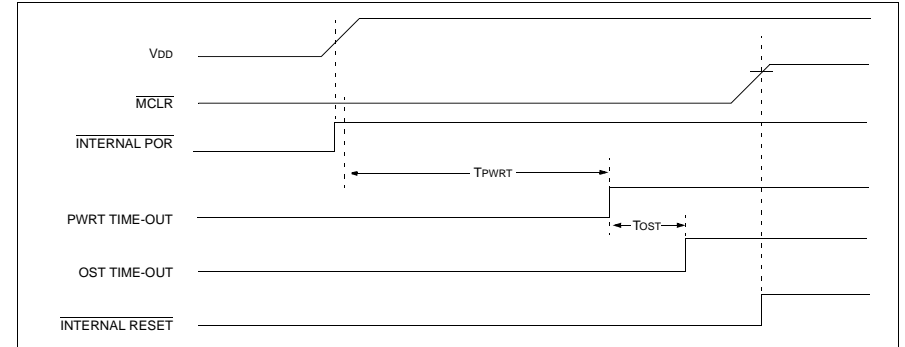 VDD
MCLR
INTERNAL POR
TPWRT
PWRT TIME-OUT
TOST
OST TIME-OUT
INTERNAL RESET